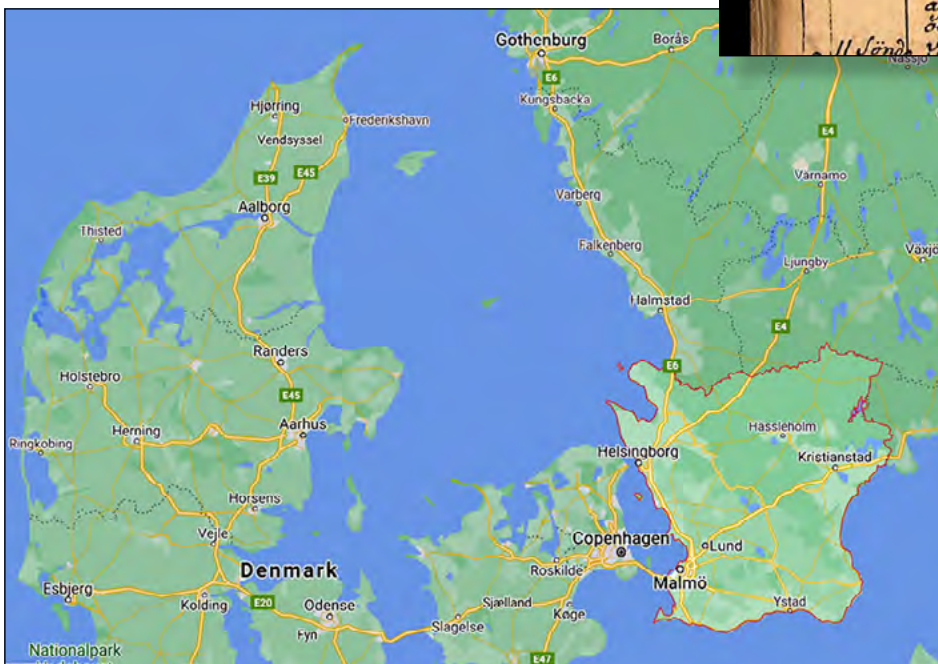 Gothenburg
Borås
E6
Kungsbacka
Hjørring
Frederikshavn
Vendsyssel
E4
E39
E45
Värnamo
Aalborg
Varberg
Thisted
Falkenberg
Växjö
Ljungby
Halmstad
E4
Randers
E6
Holstebro
E45
Aarhus
Hässleholm
Herning
Ringkobing
Helsingborg
Kristianstad
Horsens
Vejle
Copenhagen
Lund
Denmark
Roskilde
Malmö
Esbjerg
Kolding
E20
Odense
Sjælland
Ystad
Køge
Slagelse
Fyn
Nationalpark
E47